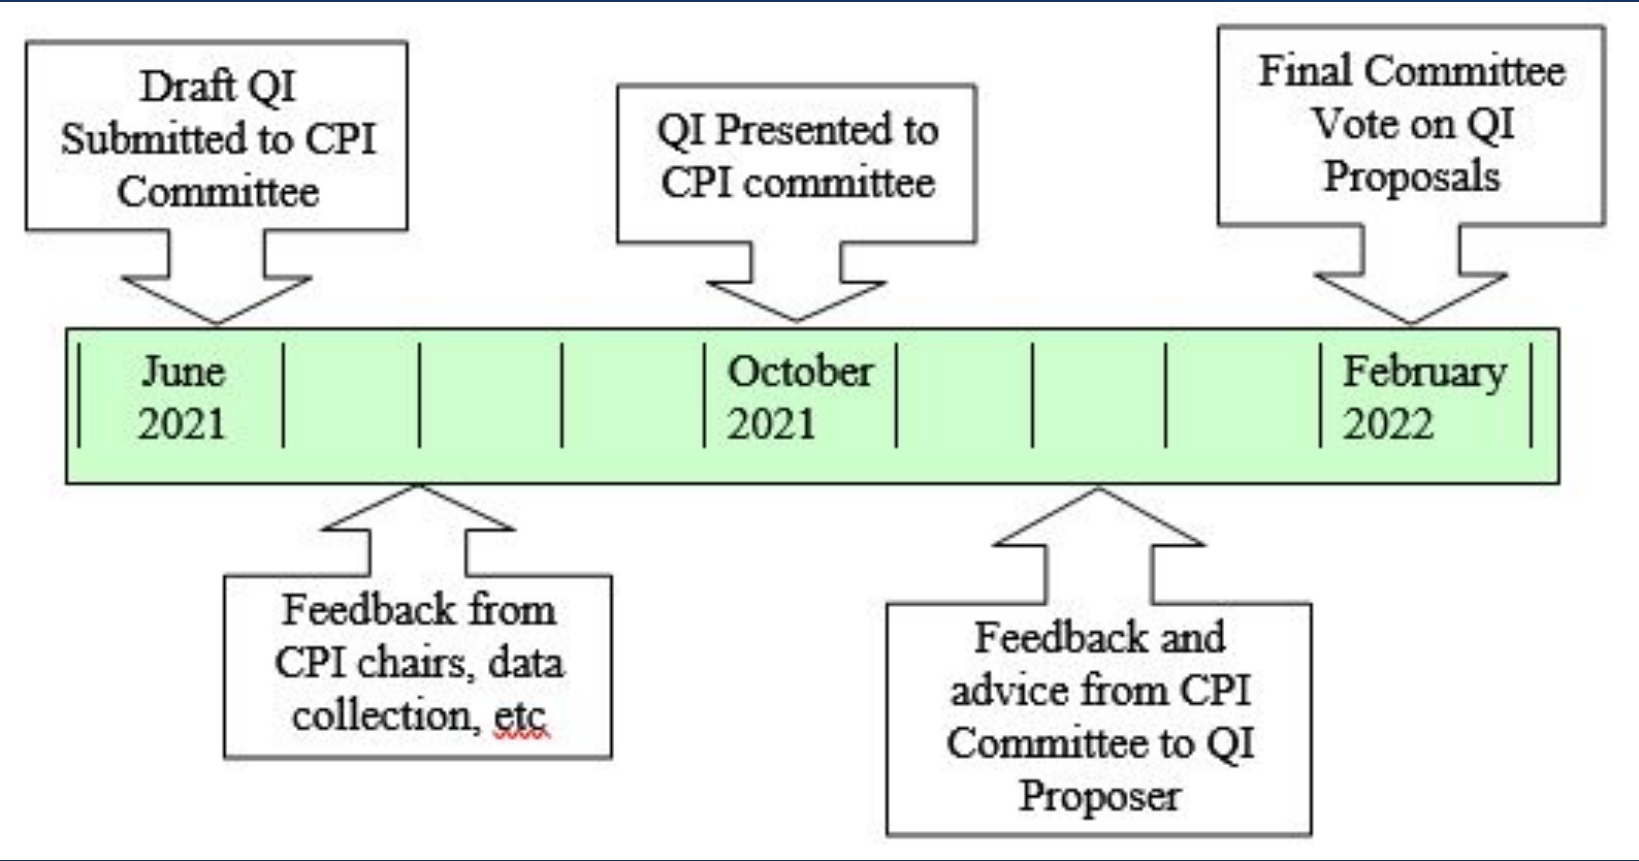 Draft QI
Submitted to CPI
Committee
QI Presented to
CPI committee
Final Committee
Vote on QI
Proposals
June
2021
October
2021
February
2022
Feedback from
CPI chairs, data
collection, etc
Feedback and
advice from CPI
Committee to QI
Proposer